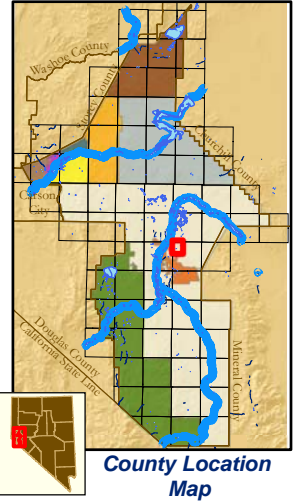 Washoe County
Storey County
Churchill County
Carson
City
Douglas County
California State Line
Mineral County
County Location
Map